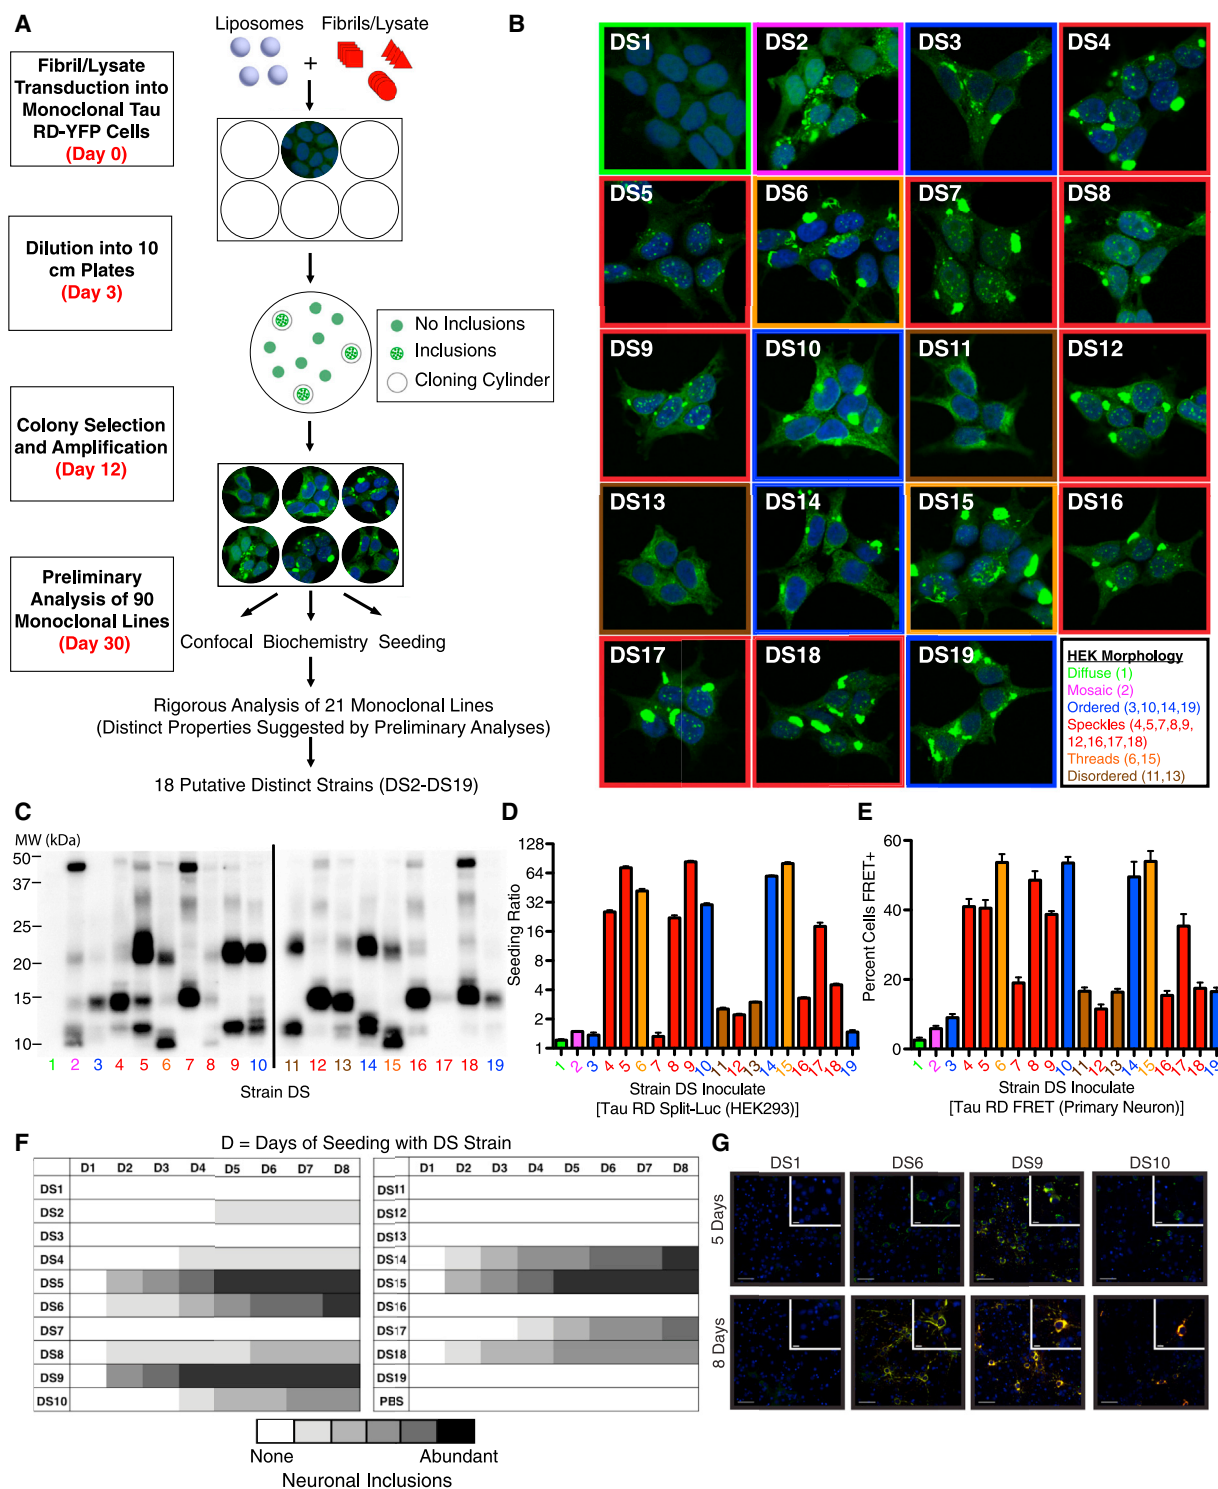 A
Liposomes
Fibrils/Lysate
+
Fibril/Lysate
Transduction into
Monoclonal Tau
RD-YFP Cells
(Day 0)
Dilution into 10
cm Plates
(Day 3)
No Inclusions
Inclusions
Cloning Cylinder
Colony Selection
and Amplification
(Day 12)
Preliminary
Analysis of 90
Monoclonal Lines
(Day 30)
Confocal Biochemistry Seeding
Rigorous Analysis of 21 Monoclonal Lines
(Distinct Properties Suggested by Preliminary Analyses)
18 Putative Distinct Strains (DS2-DS19)
B
DS1
DS2
DS3
DS4
DS5
DS6
DS7
DS8
DS9
DS10
DS11
DS12
DS13
DS14
DS15
DS16
DS17
DS18
DS19
HEK Morphology
Diffuse (1)
Mosaic (2)
Ordered (3,10,14,19)
Speckles (4,5,7,8,9,
12,16,17,18)
Threads (6,15)
Disordered (11,13)
C
MW (kDa)
50
37
25
20
15
10
1 2 3 4 5 6 7 8 9 10 11 12 13 14 15 16 17 18 19
Strain DS
D
Seeding Ratio
128
64
32
16
8
4
2
1
1 2 3 4 5 6 7 8 9 10 11 12 13 14 15 16 17 18 19
Strain DS Inoculate
[Tau RD Split-Luc (HEK293)]
E
Percent Cells FRET+
60
40
20
0
1 2 3 4 5 6 7 8 9 10 11 12 13 14 15 16 17 18 19
Strain DS Inoculate
[Tau RD FRET (Primary Neuron)]
F
D = Days of Seeding with DS Strain
D1 D2 D3 D4 D5 D6 D7 D8
DS1
DS2
DS3
DS4
DS5
DS6
DS7
DS8
DS9
DS10
D1 D2 D3 D4 D5 D6 D7 D8
DS11
DS12
DS13
DS14
DS15
DS16
DS17
DS18
DS19
PBS
None
Abundant
Neuronal Inclusions
G
DS1
DS6
DS9
DS10
5 Days
8 Days